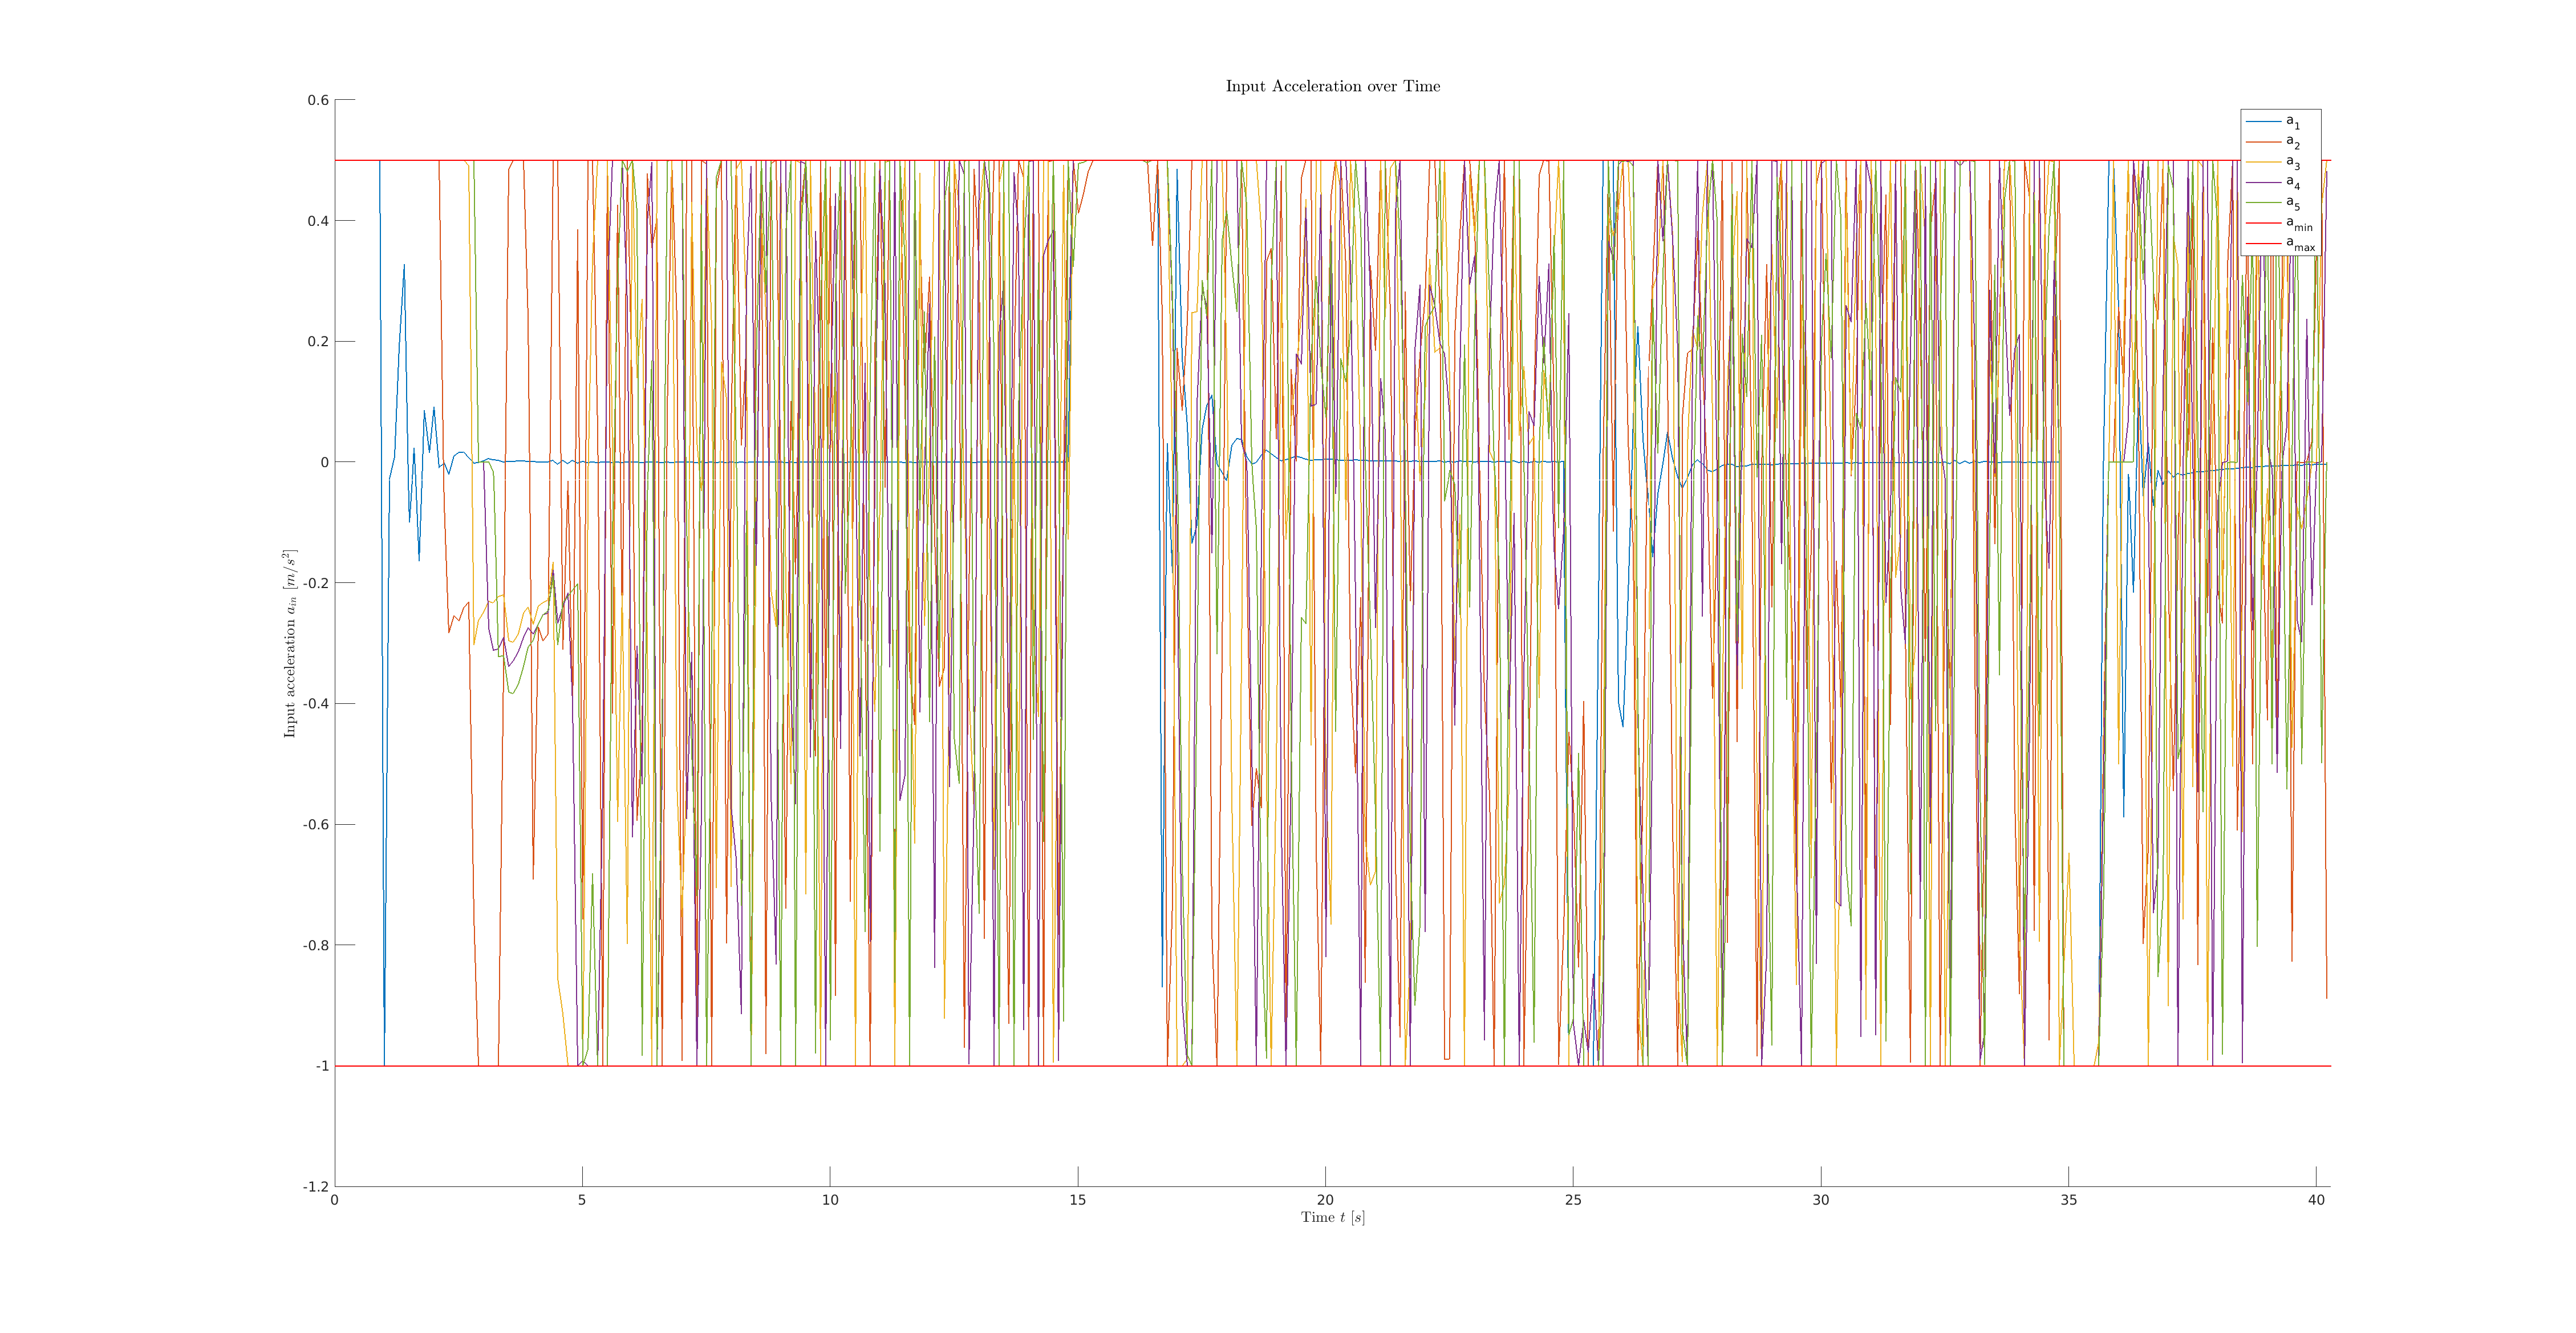 Input Acceleration over Time
0.6
0.4
0.2
0
-0.2
-0.4
-0.6
-0.8
-1
-1.2
Input acceleration a_in [m/s^2]
0 5 10 15 20 25 30 35 40
Time t [s]
a_1
a_2
a_3
a_4
a_5
a_min
a_max